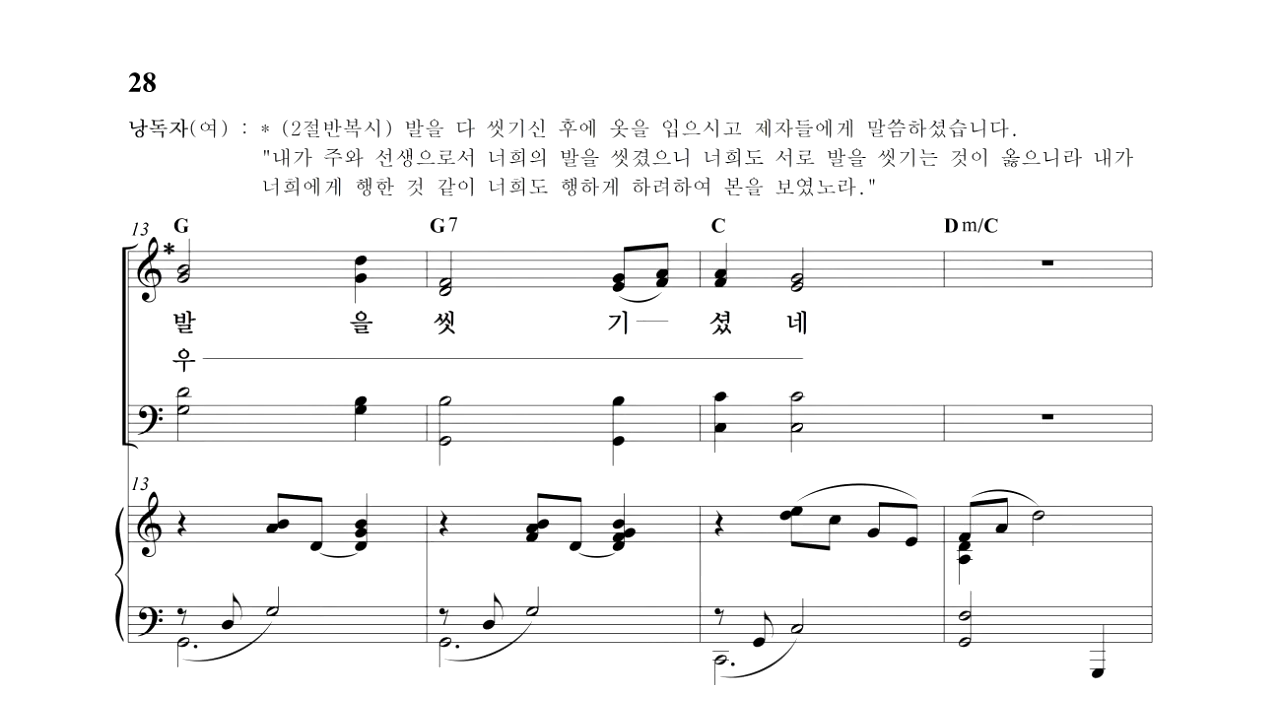 28
낭독자(여) : * (2절반복시) 발을 다 씻기신 후에 옷을 입으시고 제자들에게 말씀하셨습니다.
"내가 주와 선생으로서 너희의 발을 씻겼으니 너희도 서로 발을 씻기는 것이 옳으니라 내가
너희에게 행한 것 같이 너희도 행하게 하려하여 본을 보였노라."
13 G G7 C Dm/C
*
발 을 씻 기 셨 네
우
13